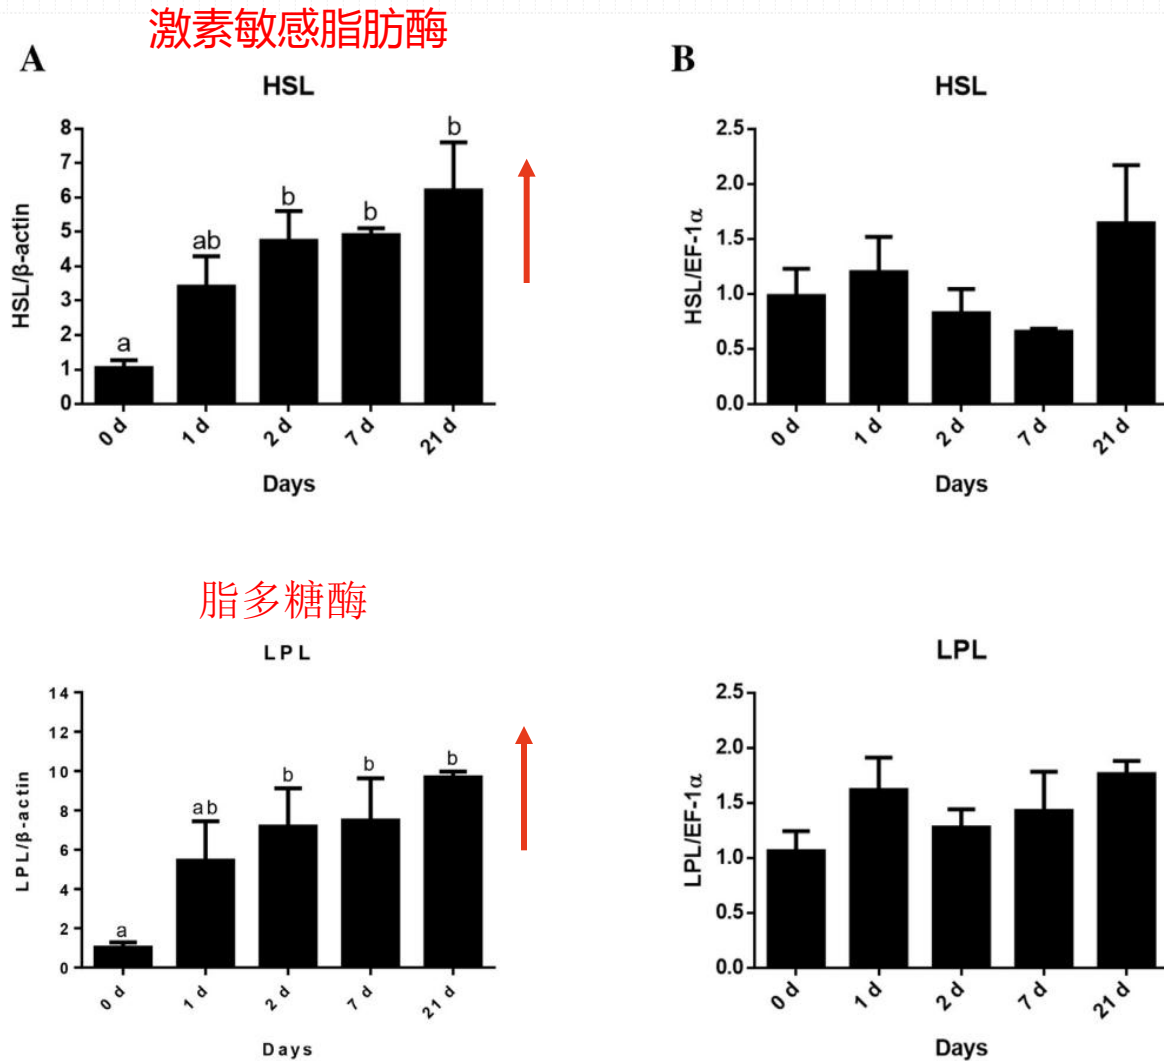 激素敏感脂肪酶
A
HSL
HSL/β-actin
8
7
6
5
4
3
2
1
0
a
ab
b
b
b
0 d
1 d
2 d
7 d
21 d
Days
B
HSL
HSL/EF-1α
2.5
2.0
1.5
1.0
0.5
0.0
0 d
1 d
2 d
7 d
21 d
Days
脂多糖酶
LPL
LPL/β-actin
14
12
10
8
6
4
2
0
a
ab
b
b
b
0 d
1 d
2 d
7 d
21 d
Days
LPL
LPL/EF-1α
2.5
2.0
1.5
1.0
0.5
0.0
0 d
1 d
2 d
7 d
21 d
Days